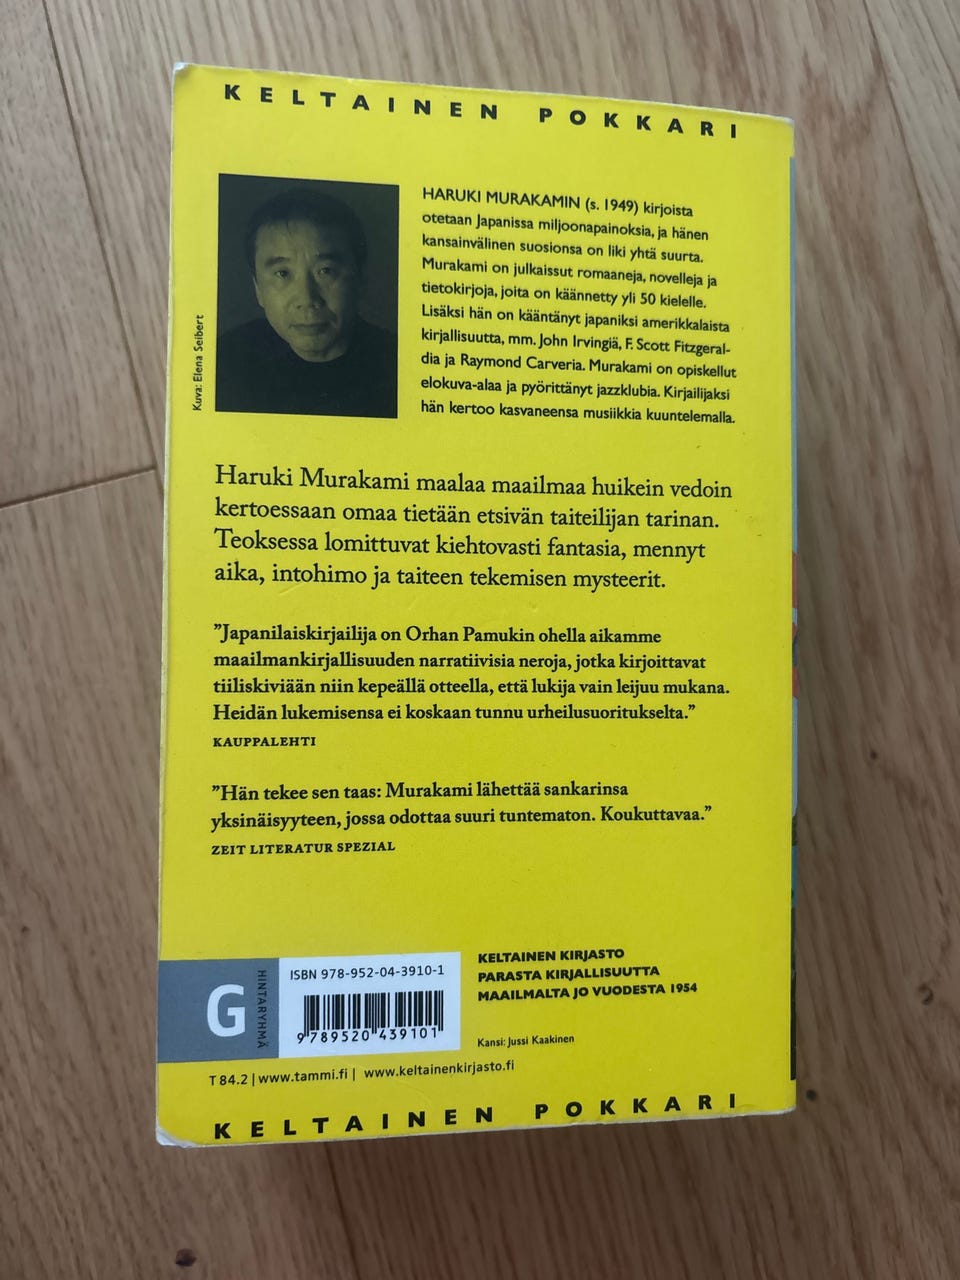 KELTAINEN POKKARI
HARUKI MURAKAMIN (s. 1949) kirjoista
otetaan Japanissa miljoonapainoksia, ja hänen
kansainvälinen suosionsa on liki yhtä suurta.
Murakami on julkaissut romaaneja, novelleja ja
tietokirjoja, joita on käännetty yli 50 kielelle.
Lisäksi hän on kääntänyt japaniksi amerikkalaista
kirjallisuutta, mm. John Irvingiä, F. Scott Fitzgeral-
dia ja Raymond Carveria. Murakami on opiskellut
elokuva-alaa ja pyörittänyt jazzklubia. Kirjailijaksi
hän kertoo kasvaneensa musiikkia kuuntelemalla.
Kuva: Elena Seibert
Haruki Murakami maalaa maailmaa huikein vedoin
kertoessaan omaa tietään etsivän taiteilijan tarinan.
Teoksessa lomittuvat kiehtovasti fantasia, mennyt
aika, intohimo ja taiteen tekemisen mysteerit.
”Japanilaiskirjailija on Orhan Pamukin ohella aikamme
maailmankirjallisuuden narratiivisia neroja, jotka kirjoittavat
tiiliskiviään niin kepeällä otteella, että lukija vain leijuu mukana.
Heidän lukemisensa ei koskaan tunnu urheilusuoritukselta.”
KAUPPALEHTI
”Hän tekee sen taas: Murakami lähettää sankarinsa
yksinäisyyteen, jossa odottaa suuri tuntematon. Koukuttavaa.”
ZEIT LITERATUR SPEZIAL
G
HINTARYHMÄ
ISBN 978-952-04-3910-1
9 789520 439101
KELTAINEN KIRJASTO
PARASTA KIRJALLISUUTTA
MAAILMALTA JO VUODESTA 1954
Kansi: Jussi Kaakinen
T 84.2 | www.tammi.fi | www.keltainenkirjasto.fi
KELTAINEN POKKARI